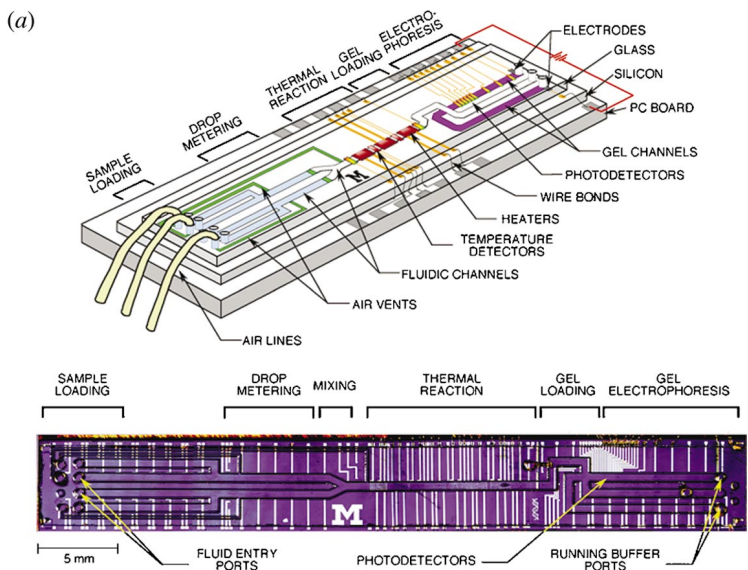 (a)
SAMPLE
LOADING
DROP
METERING
THERMAL
REACTION
GEL
LOADING
ELECTRO-
PHORESIS
ELECTRODES
GLASS
SILICON
PC BOARD
GEL CHANNELS
PHOTODETECTORS
WIRE BONDS
HEATERS
TEMPERATURE
DETECTORS
FLUIDIC CHANNELS
AIR VENTS
AIR LINES
M
SAMPLE
LOADING
DROP
METERING
MIXING
THERMAL
REACTION
GEL
LOADING
GEL
ELECTROPHORESIS
M
5 mm
FLUID ENTRY
PORTS
PHOTODETECTORS
RUNNING BUFFER
PORTS